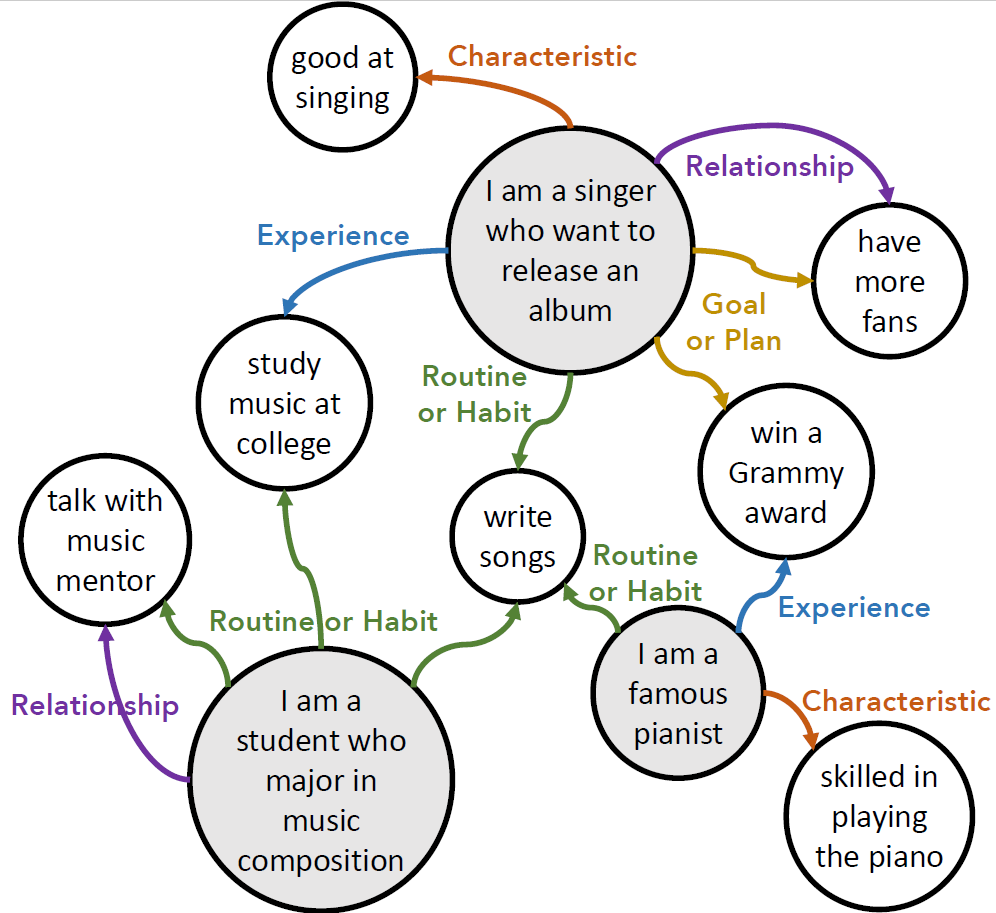 good at
singing
Characteristic
I am a singer
who want to
release an
album
Relationship
have
more
fans
Experience
Goal
or Plan
study
music at
college
Routine
or Habit
win a
Grammy
award
talk with
music
mentor
write
songs
Routine
or Habit
Experience
Routine or Habit
Relationship
I am a
student who
major in
music
composition
I am a
famous
pianist
Characteristic
skilled in
playing
the piano